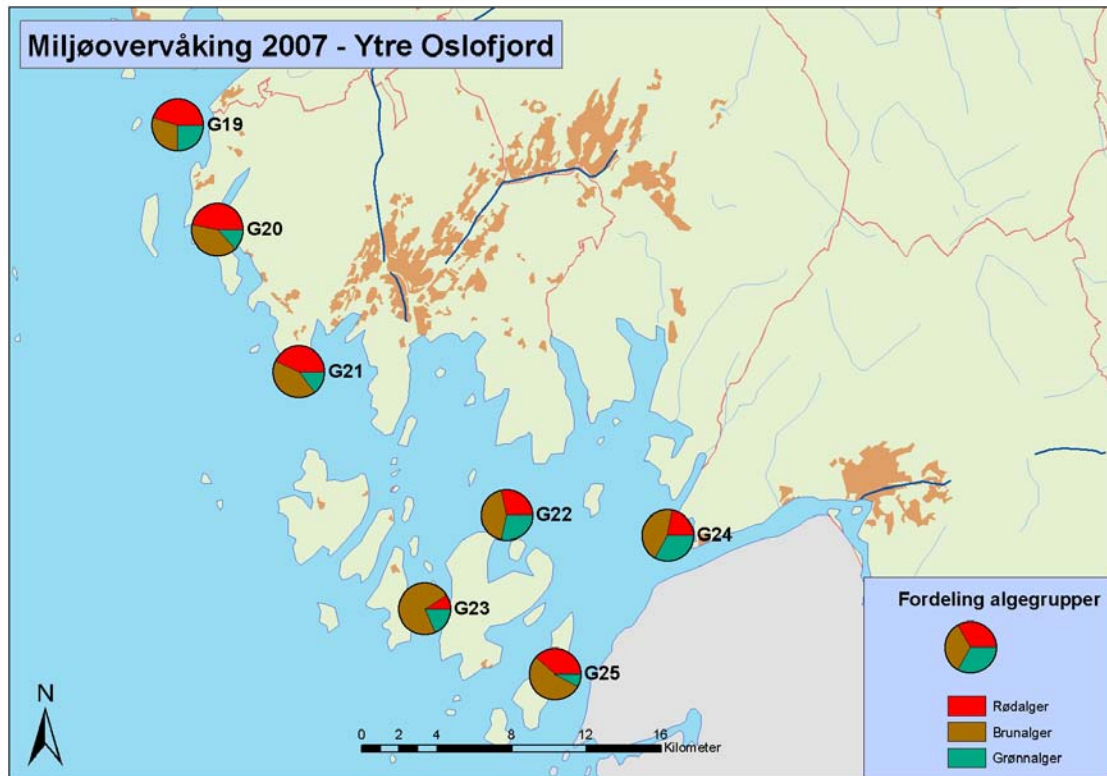 Miljøovervåking 2007 - Ytre Oslofjord
G19
G20
G21
G22
G24
G23
G25
Fordeling algegrupper
Rødalger
Brunalger
Grønnalger
N
0 2 4 8 12 16
Kilometer